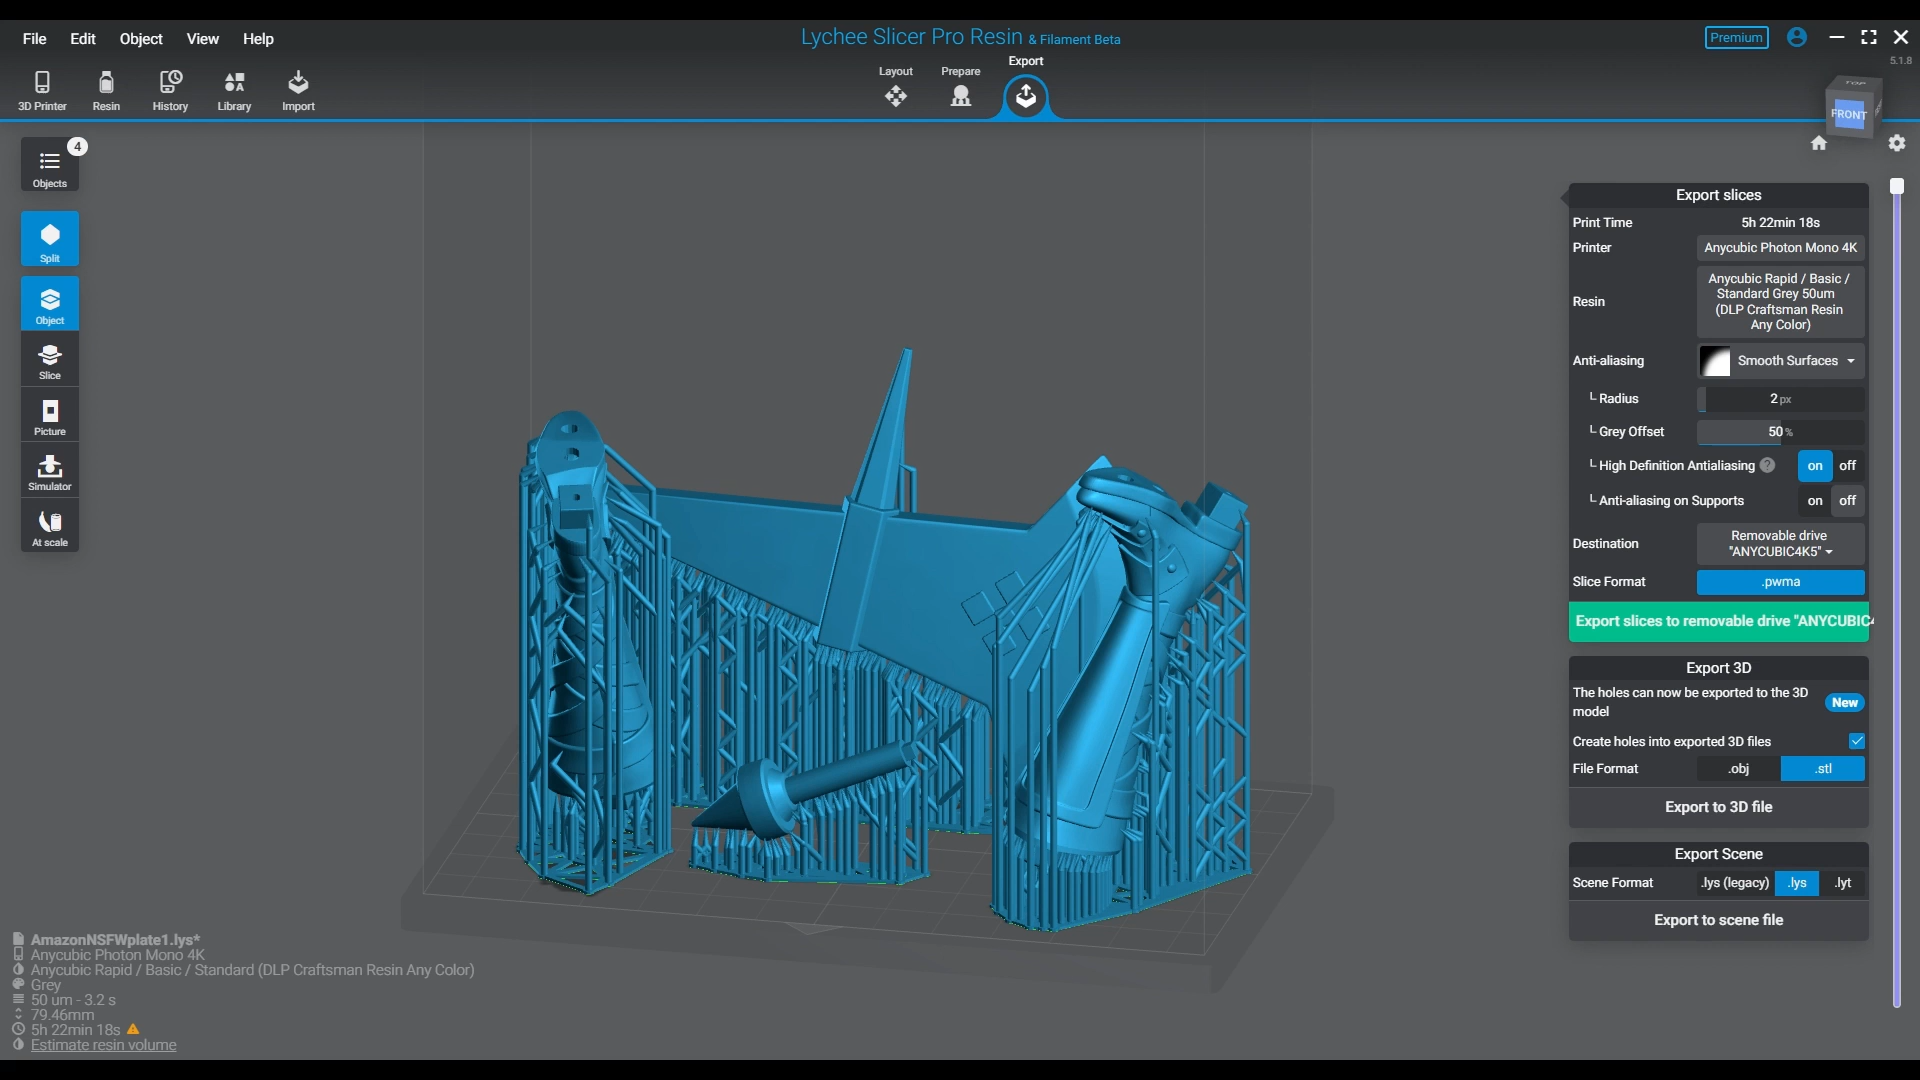 File Edit Object View Help
Lychee Slicer Pro Resin & Filament Beta
Premium
5.1.8
3D Printer Resin History Library Import
Layout Prepare Export
FRONT
4
Objects
Split
Object
Slice
Picture
Simulator
At scale
Export slices
Print Time 5h 22min 18s
Printer Anycubic Photon Mono 4K
Resin
Anycubic Rapid / Basic /
Standard Grey 50um
(DLP Craftsman Resin
Any Color)
Anti-aliasing Smooth Surfaces
Radius 2 px
Grey Offset 50 %
High Definition Antialiasing ? on off
Anti-aliasing on Supports on off
Destination
Removable drive
"ANYCUBIC4K5"
Slice Format .pwma
Export slices to removable drive "ANYCUBIC4
Export 3D
The holes can now be exported to the 3D
model
New
Create holes into exported 3D files
File Format .obj .stl
Export to 3D file
Export Scene
Scene Format .lys (legacy) .lys .lyt
Export to scene file
AmazonNSFWplate1.lys*
Anycubic Photon Mono 4K
Anycubic Rapid / Basic / Standard (DLP Craftsman Resin Any Color)
Grey
50 um - 3.2 s
79.46mm
5h 22min 18s
Estimate resin volume